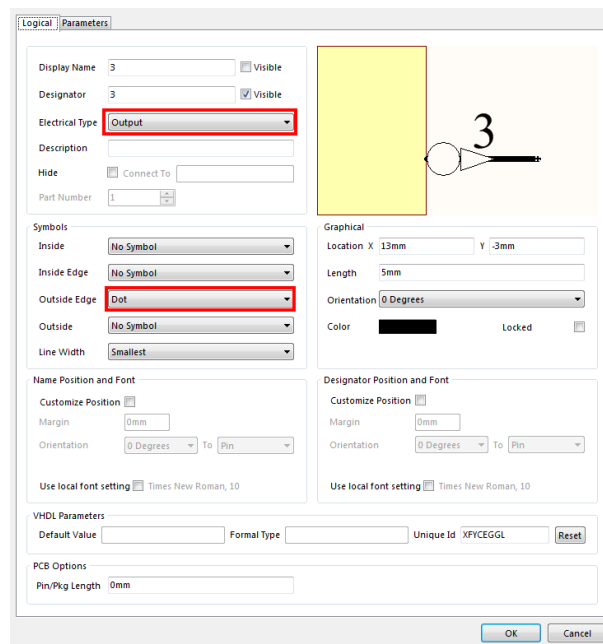 Logical Parameters
Display Name 3 Visible
Designator 3 Visible
Electrical Type Output
Description
Hide Connect To
Part Number 1
3
Symbols
Inside No Symbol
Inside Edge No Symbol
Outside Edge Dot
Outside No Symbol
Line Width Smallest
Graphical
Location X 13mm Y -3mm
Length 5mm
Orientation 0 Degrees
Color Locked
Name Position and Font
Customize Position
Margin 0mm
Orientation 0 Degrees To Pin
Use local font setting Times New Roman, 10
Designator Position and Font
Customize Position
Margin 0mm
Orientation 0 Degrees To Pin
Use local font setting Times New Roman, 10
VHDL Parameters
Default Value Formal Type Unique Id XFYCEGGL Reset
PCB Options
Pin/Pkg Length 0mm
OK Cancel